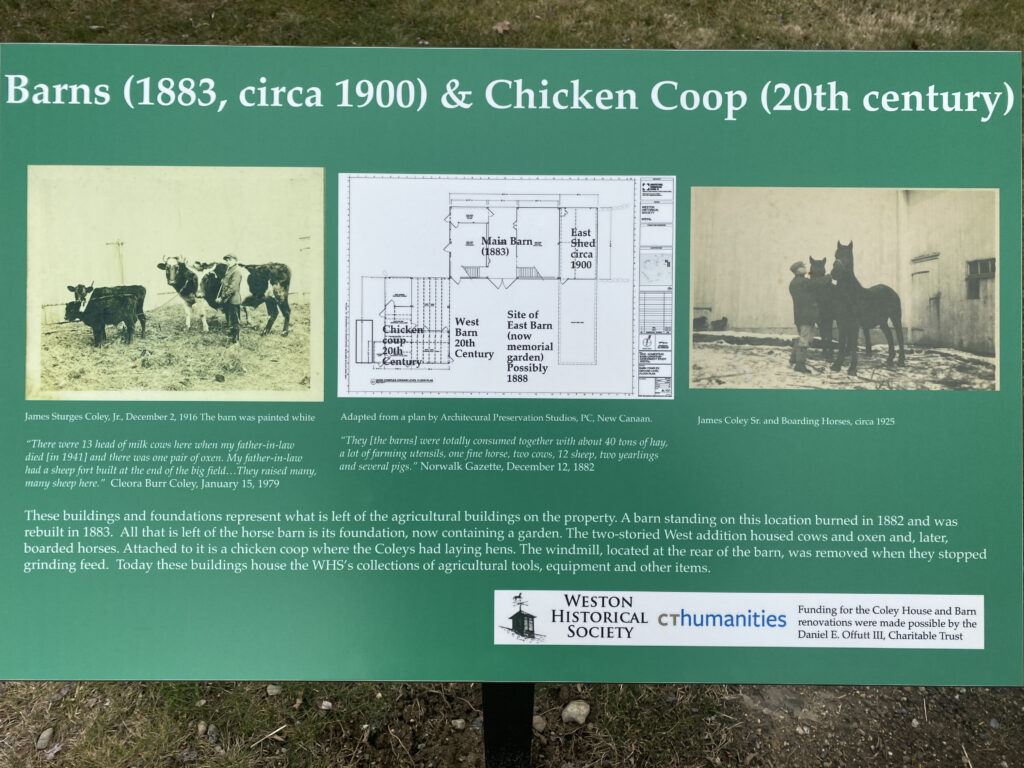 Barns (1883, circa 1900) & Chicken Coop (20th century)
Main Barn
(1883)
East
Shed
circa
1900
Chicken
coup
20th
Century
West
Barn
20th
Century
Site of
East Barn
(now
memorial
garden)
Possibly
1888
James Sturges Coley, Jr., December 2, 1916 The barn was painted white
"There were 13 head of milk cows here when my father-in-law
died [in 1941] and there was one pair of oxen. My father-in-law
had a sheep fort built at the end of the big field…They raised many,
many sheep here." Cleora Burr Coley, January 15, 1979
Adapted from a plan by Architecural Preservation Studios, PC, New Canaan.
"They [the barns] were totally consumed together with about 40 tons of hay,
a lot of farming utensils, one fine horse, two cows, 12 sheep, two yearlings
and several pigs." Norwalk Gazette, December 12, 1882
James Coley Sr. and Boarding Horses, circa 1925
These buildings and foundations represent what is left of the agricultural buildings on the property. A barn standing on this location burned in 1882 and was
rebuilt in 1883. All that is left of the horse barn is its foundation, now containing a garden. The two-storied West addition housed cows and oxen and, later,
boarded horses. Attached to it is a chicken coop where the Coleys had laying hens. The windmill, located at the rear of the barn, was removed when they stopped
grinding feed. Today these buildings house the WHS's collections of agricultural tools, equipment and other items.
WESTON
HISTORICAL
SOCIETY
CThumanities
Funding for the Coley House and Barn
renovations were made possible by the
Daniel E. Offutt III, Charitable Trust